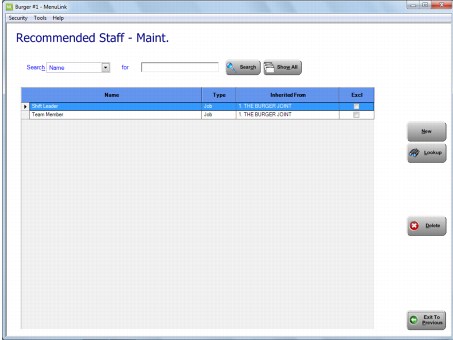 Burger #1 - MenuLink
Security Tools Help
Recommended Staff - Maint.
Search Name for Search Show All
Name Type Inherited From Excl
Shift Leader Job 1. THE BURGER JOINT
Team Member Job 1. THE BURGER JOINT
New
Lookup
Delete
Exit To
Previous